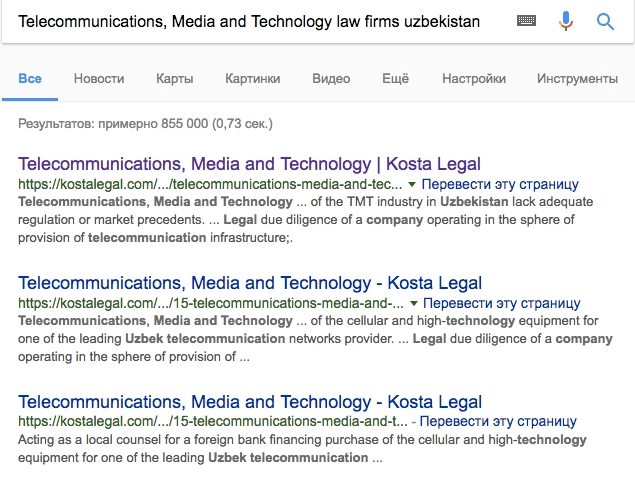 Telecommunications, Media and Technology law firms uzbekistan
Все Новости Карты Картинки Видео Ещё Настройки Инструменты
Результатов: примерно 855 000 (0,73 сек.)
Telecommunications, Media and Technology | Kosta Legal
https://kostalegal.com/.../telecommunications-media-and-tec... Перевести эту страницу
Telecommunications, Media and Technology ... of the TMT industry in Uzbekistan lack adequate
regulation or market precedents. ... Legal due diligence of a company operating in the sphere of
provision of telecommunication infrastructure;.
Telecommunications, Media and Technology - Kosta Legal
https://kostalegal.com/.../15-telecommunications-media-and-... Перевести эту страницу
Telecommunications, Media and Technology ... of the cellular and high-technology equipment for
one of the leading Uzbek telecommunication networks provider. ... Legal due diligence of a company
operating in the sphere of provision of ...
Telecommunications, Media and Technology - Kosta Legal
https://kostalegal.com/.../15-telecommunications-media-and-t... - Перевести эту страницу
Acting as a local counsel for a foreign bank financing purchase of the cellular and high-technology
equipment for one of the leading Uzbek telecommunication ...